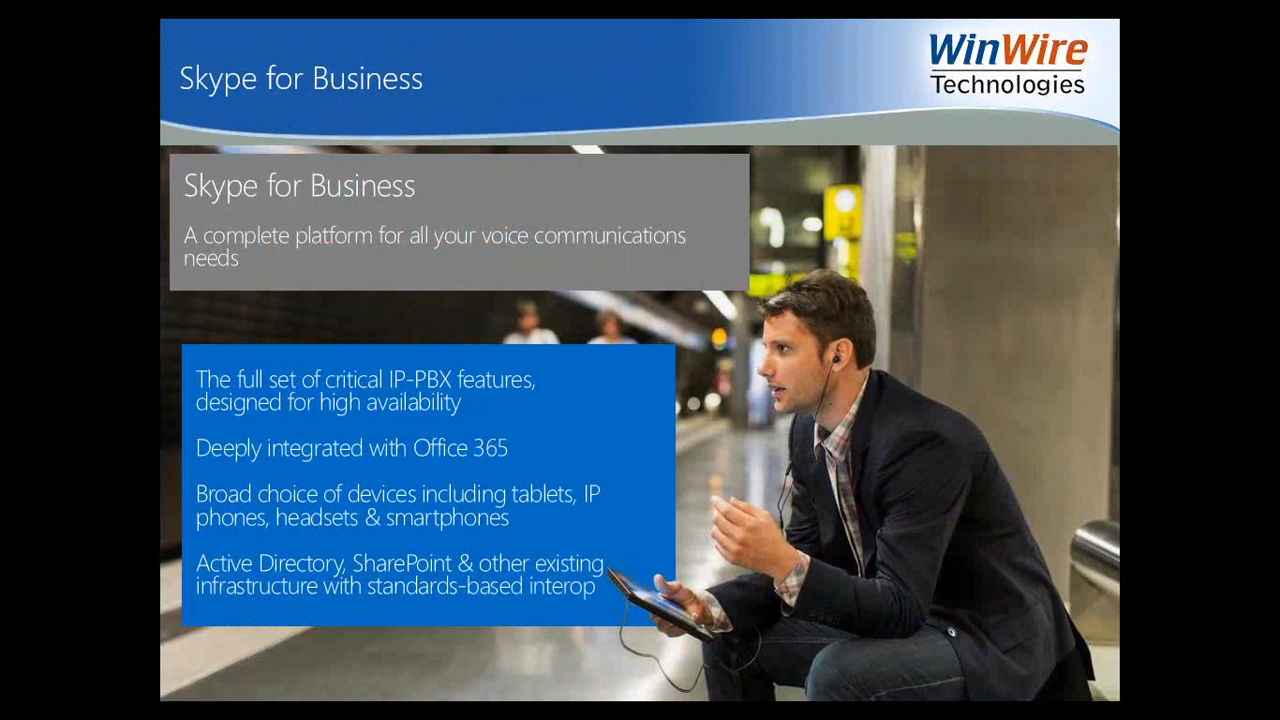 Skype for Business
WinWire
Technologies
Skype for Business
A complete platform for all your voice communications
needs
The full set of critical IP-PBX features,
designed for high availability
Deeply integrated with Office 365
Broad choice of devices including tablets, IP
phones, headsets & smartphones
Active Directory, SharePoint & other existing
infrastructure with standards-based interop